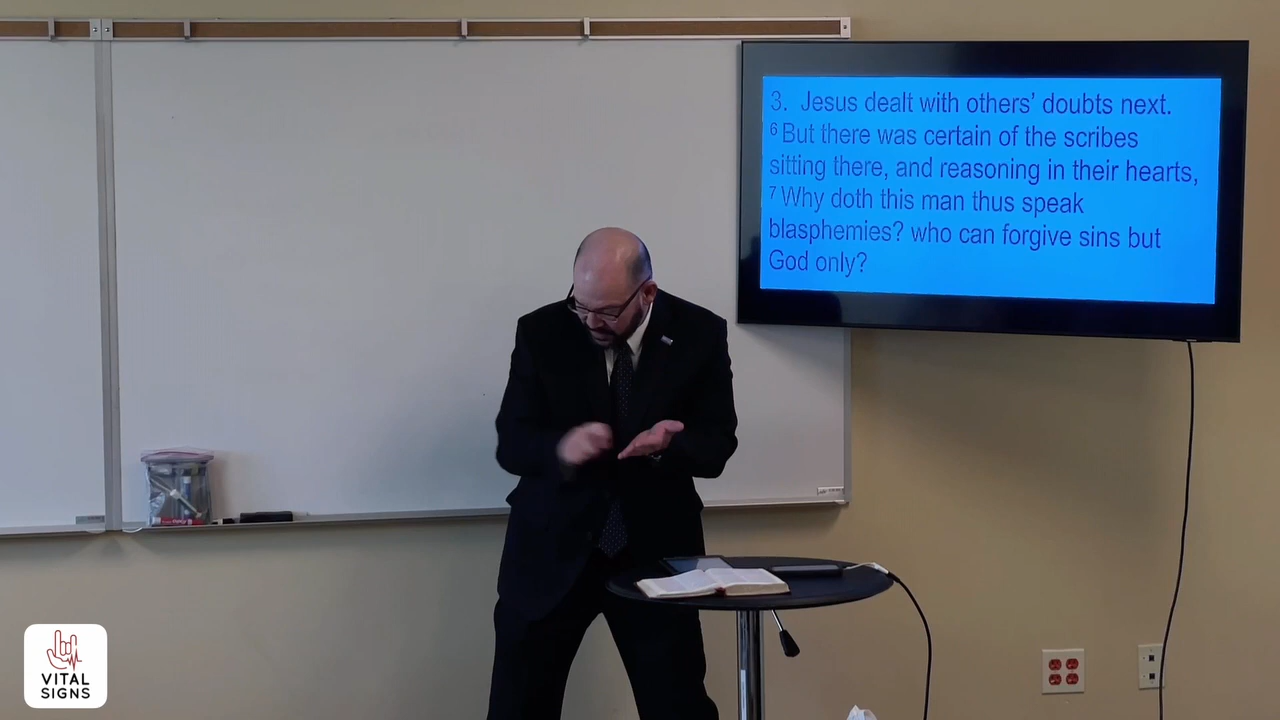 3. Jesus dealt with others’ doubts next.
6 But there was certain of the scribes
sitting there, and reasoning in their hearts,
7 Why doth this man thus speak
blasphemies? who can forgive sins but
God only?
VITAL
SIGNS